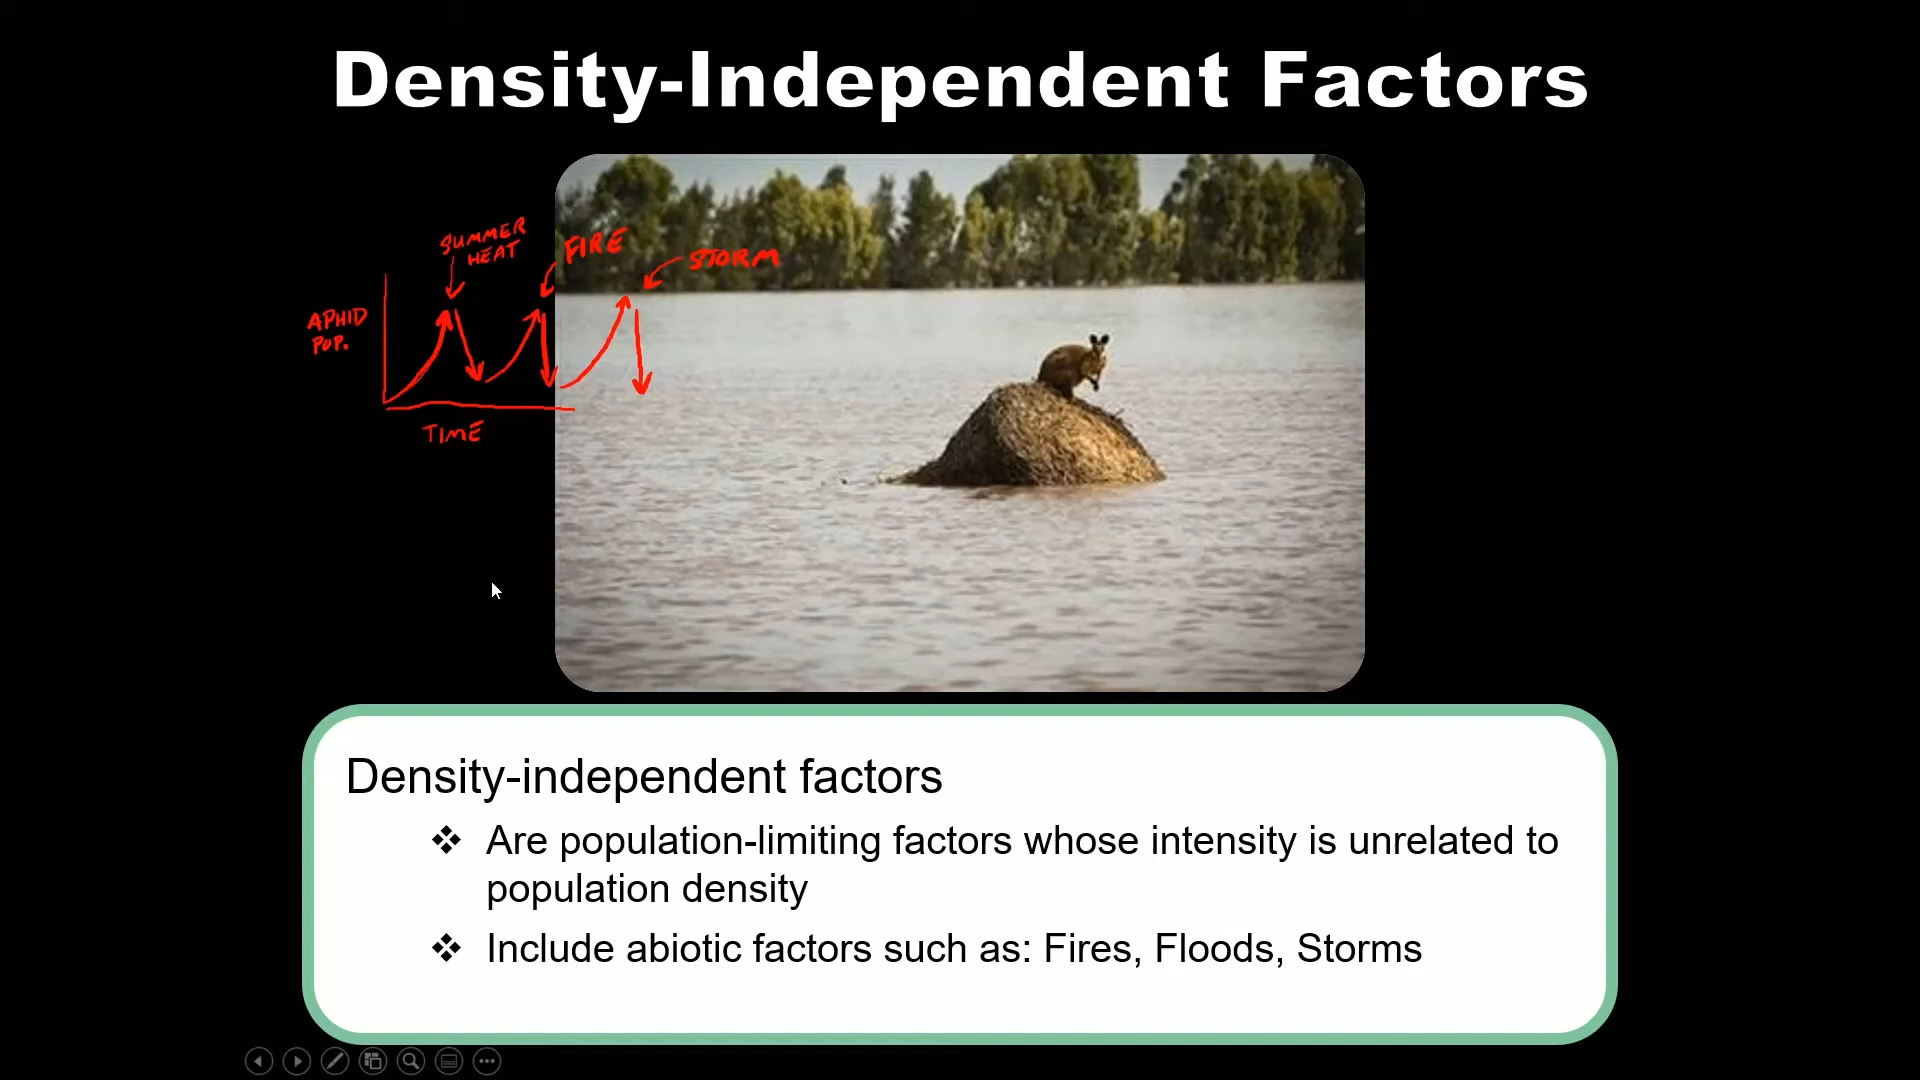 Density-Independent Factors
SUMMER
HEAT
FIRE
STORM
APHID
POP.
TIME
Density-independent factors
❖ Are population-limiting factors whose intensity is unrelated to
population density
❖ Include abiotic factors such as: Fires, Floods, Storms